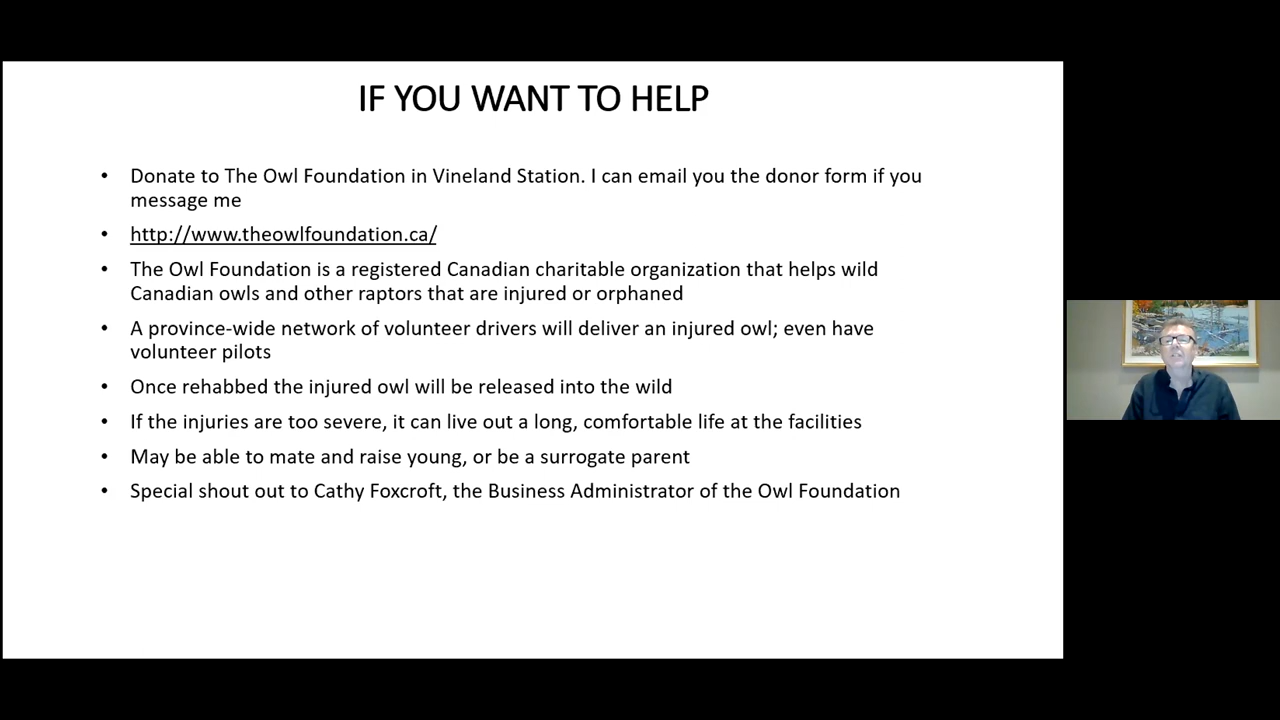 IF YOU WANT TO HELP
• Donate to The Owl Foundation in Vineland Station. I can email you the donor form if you
message me
• http://www.theowlfoundation.ca/
• The Owl Foundation is a registered Canadian charitable organization that helps wild
Canadian owls and other raptors that are injured or orphaned
• A province-wide network of volunteer drivers will deliver an injured owl; even have
volunteer pilots
• Once rehabbed the injured owl will be released into the wild
• If the injuries are too severe, it can live out a long, comfortable life at the facilities
• May be able to mate and raise young, or be a surrogate parent
• Special shout out to Cathy Foxcroft, the Business Administrator of the Owl Foundation